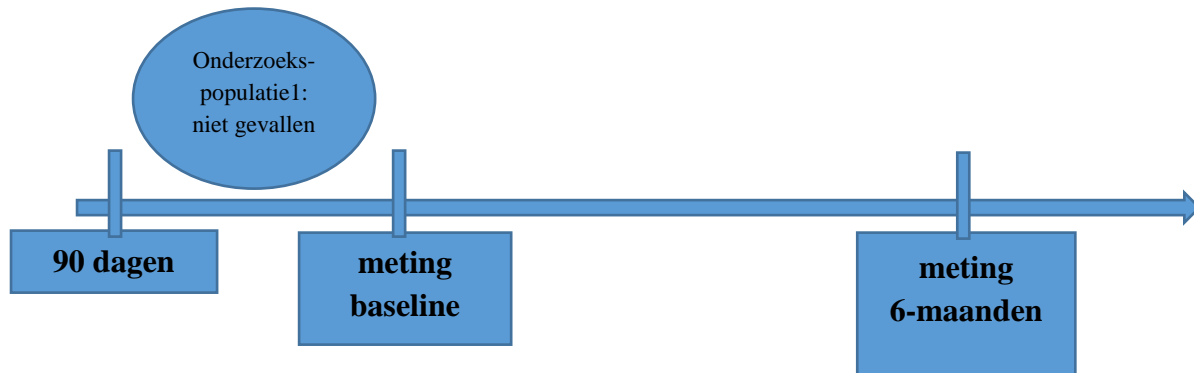 Onderzoeks-
populatie1:
niet gevallen
90 dagen
meting
baseline
meting
6-maanden